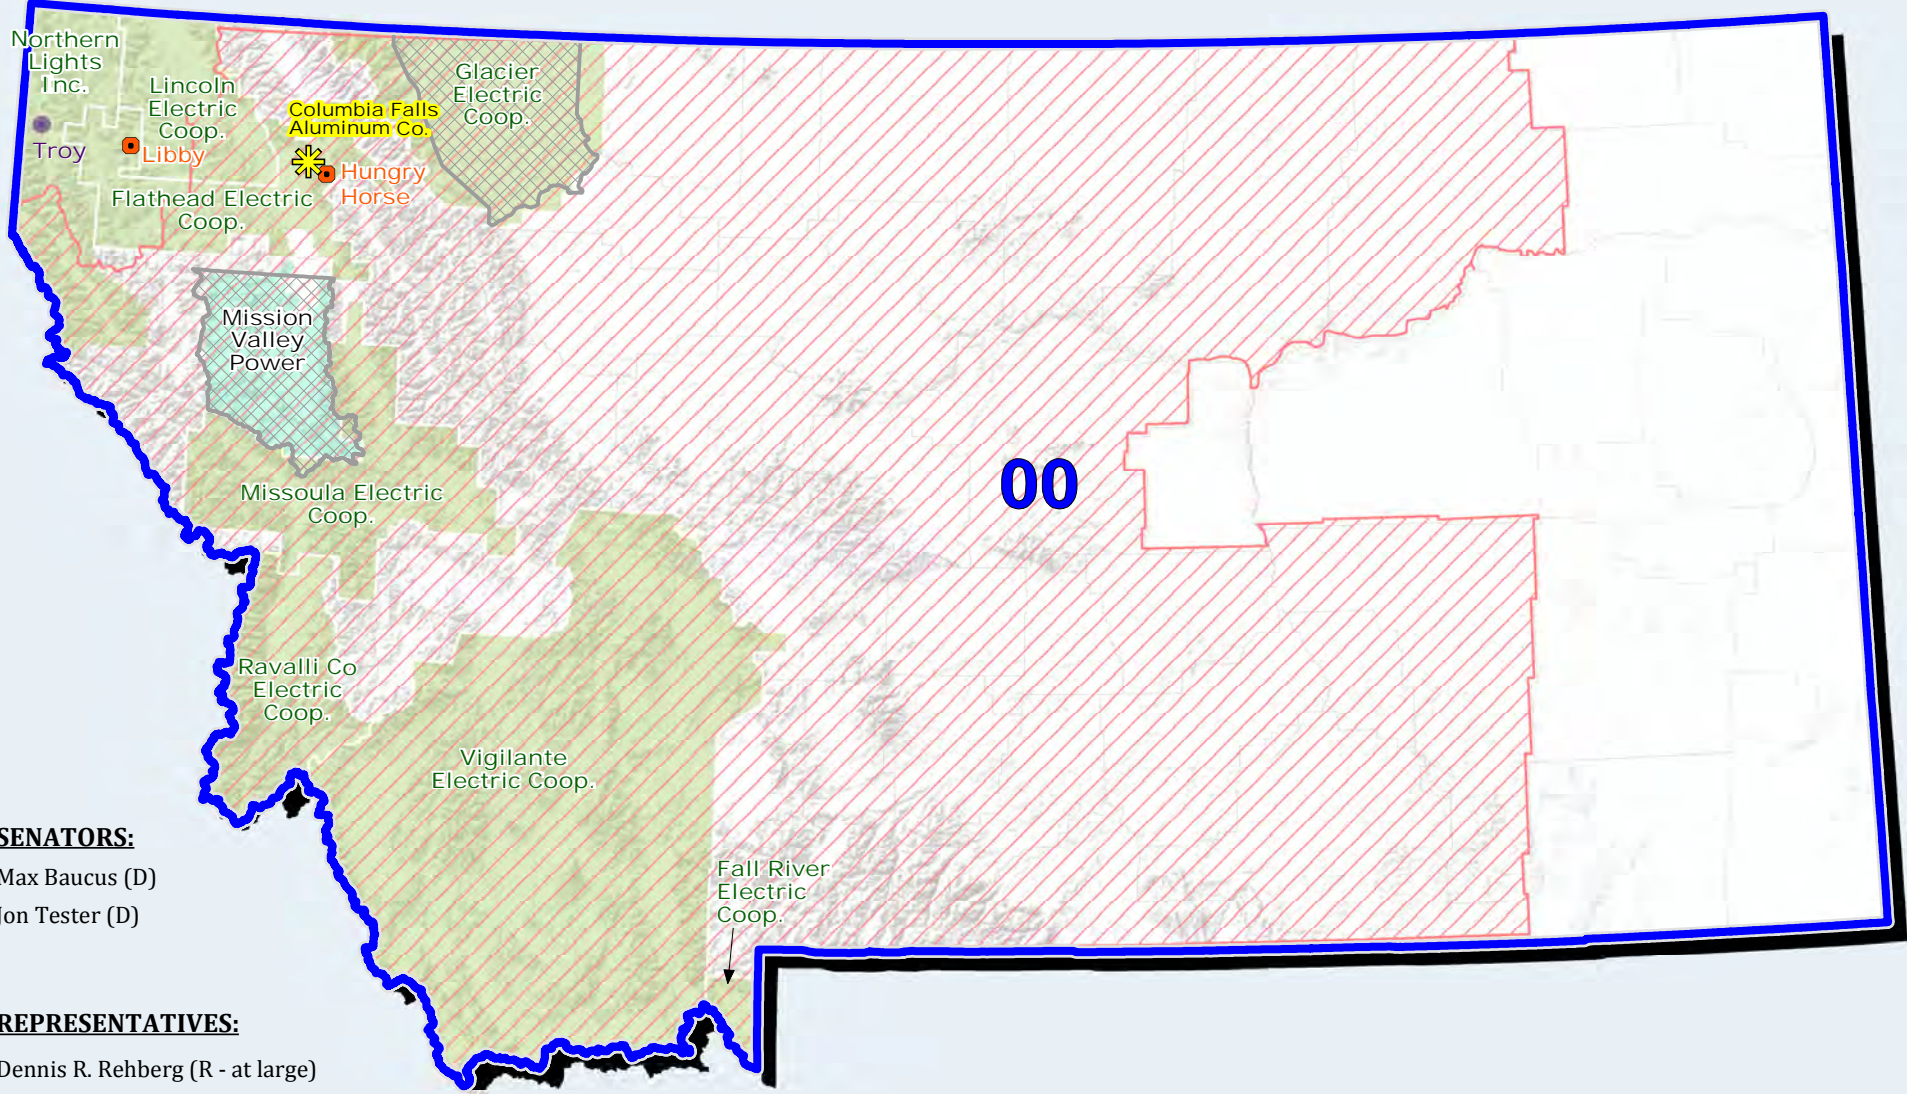 Northern
Lights
Inc.
Lincoln
Electric
Coop.
Columbia Falls
Aluminum Co.
Glacier
Electric
Coop.
Troy
Libby
Hungry
Horse
Flathead Electric
Coop.
Mission
Valley
Power
00
Missoula Electric
Coop.
Ravalli Co
Electric
Coop.
Vigilante
Electric Coop.
Fall River
Electric
Coop.
SENATORS:
Max Baucus (D)
Jon Tester (D)
REPRESENTATIVES:
Dennis R. Rehberg (R - at large)